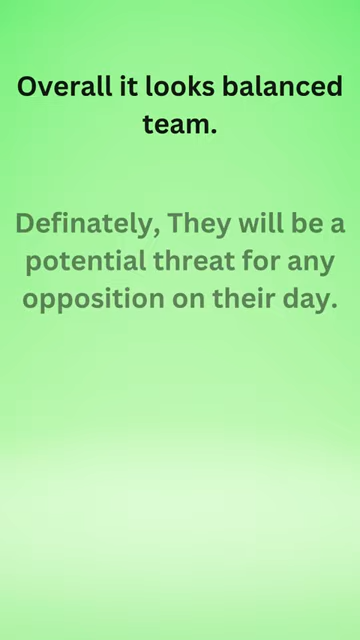 Overall it looks balanced
team.
Definately, They will be a
potential threat for any
opposition on their day.